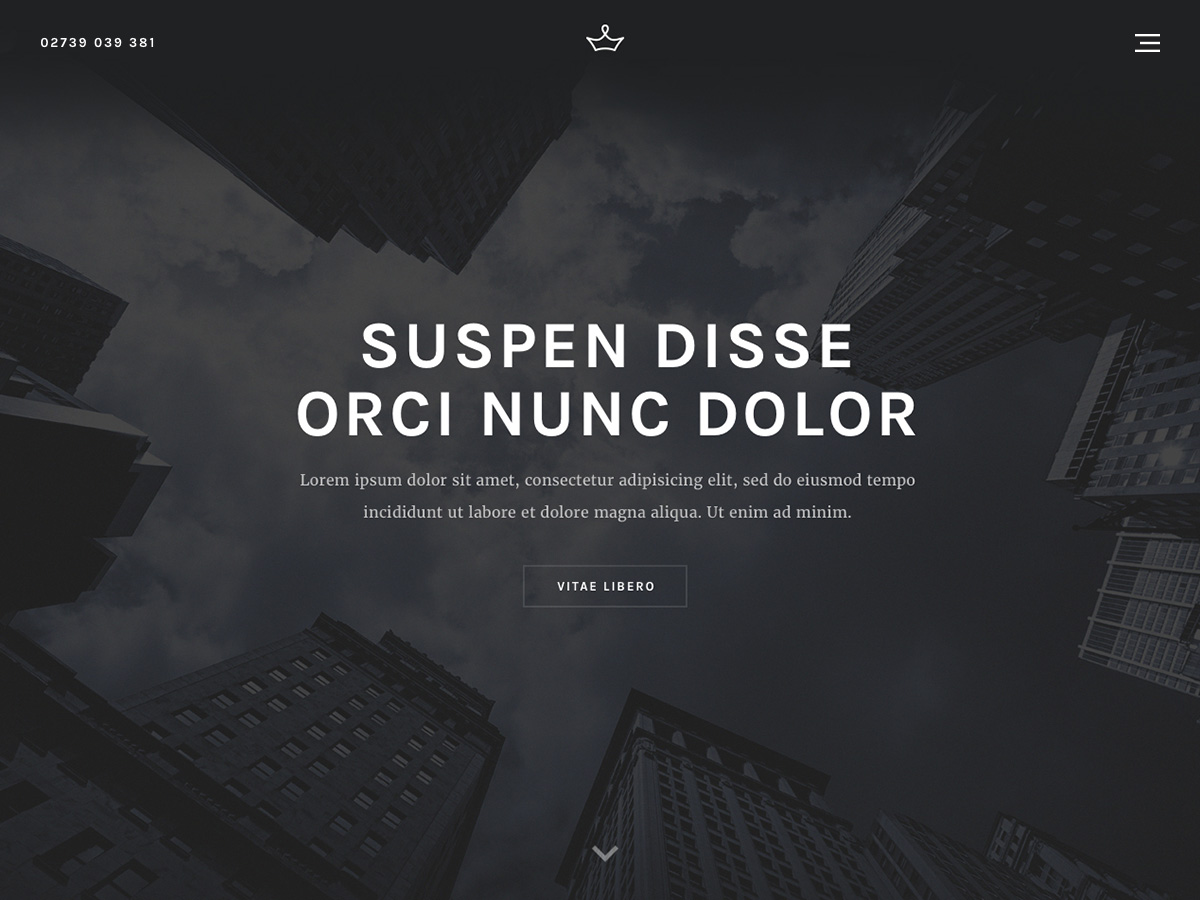 02739 039 381
SUSPEN DISSE
ORCI NUNC DOLOR
Lorem ipsum dolor sit amet, consectetur adipisicing elit, sed do eiusmod tempo
incididunt ut labore et dolore magna aliqua. Ut enim ad minim.
VITAE LIBERO